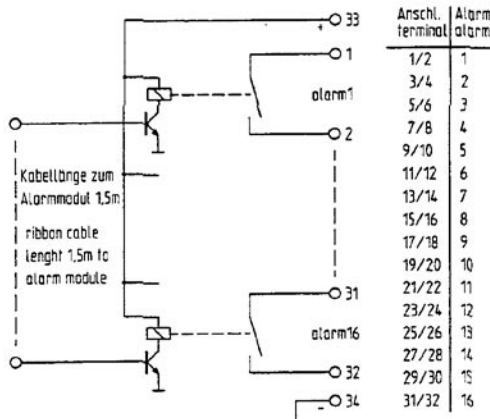 33
+
1
alarm1
2
Kabellänge zum
Alarmmodul 1,5m
ribbon cable
lenght 1,5m to
alarm module
31
alarm16
32
34
-
Anschl. Alarm
terminal alarm
1/2 1
3/4 2
5/6 3
7/8 4
9/10 5
11/12 6
13/14 7
15/16 8
17/18 9
19/20 10
21/22 11
23/24 12
25/26 13
27/28 14
29/30 15
31/32 16